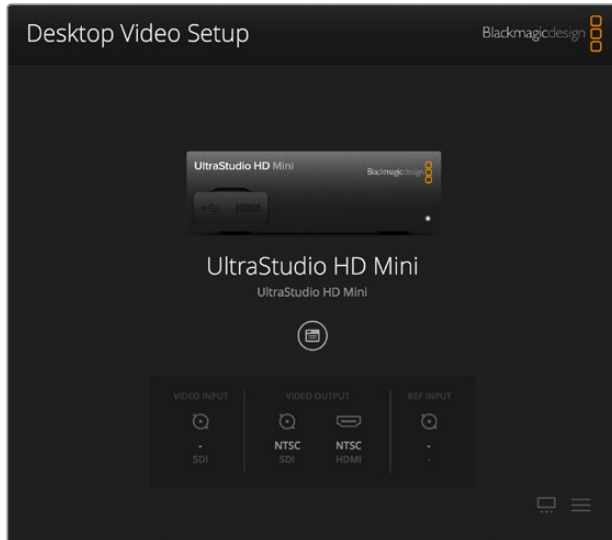 Desktop Video Setup
Blackmagicdesign
UltraStudio HD Mini
Blackmagicdesign
UltraStudio HD Mini
UltraStudio HD Mini
VIDEO INPUT VIDEO OUTPUT REF INPUT
- NTSC NTSC -
SDI SDI HDMI -